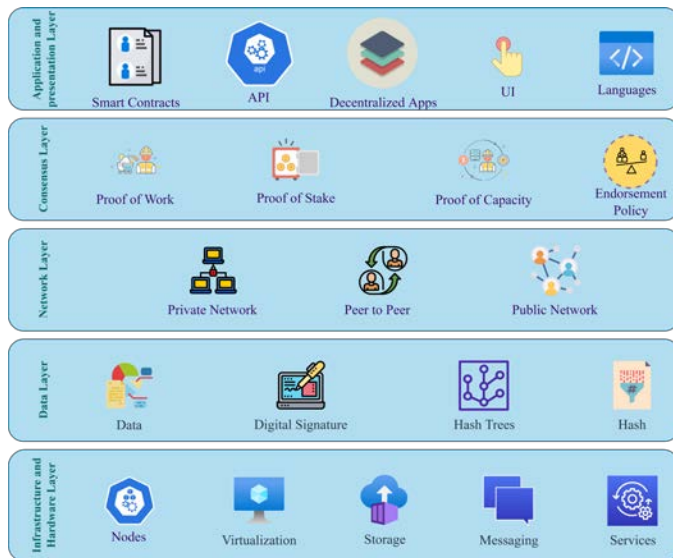 Application and
presentation Layer
Smart Contracts
API
api
Decentralized Apps
UI
Languages
Consensus Layer
Proof of Work
Proof of Stake
Proof of Capacity
Endorsement
Policy
Network Layer
Private Network
Peer to Peer
Public Network
Data Layer
Data
Digital Signature
Hash Trees
Hash
Infrastructure and
Hardware Layer
Nodes
Virtualization
Storage
Messaging
Services